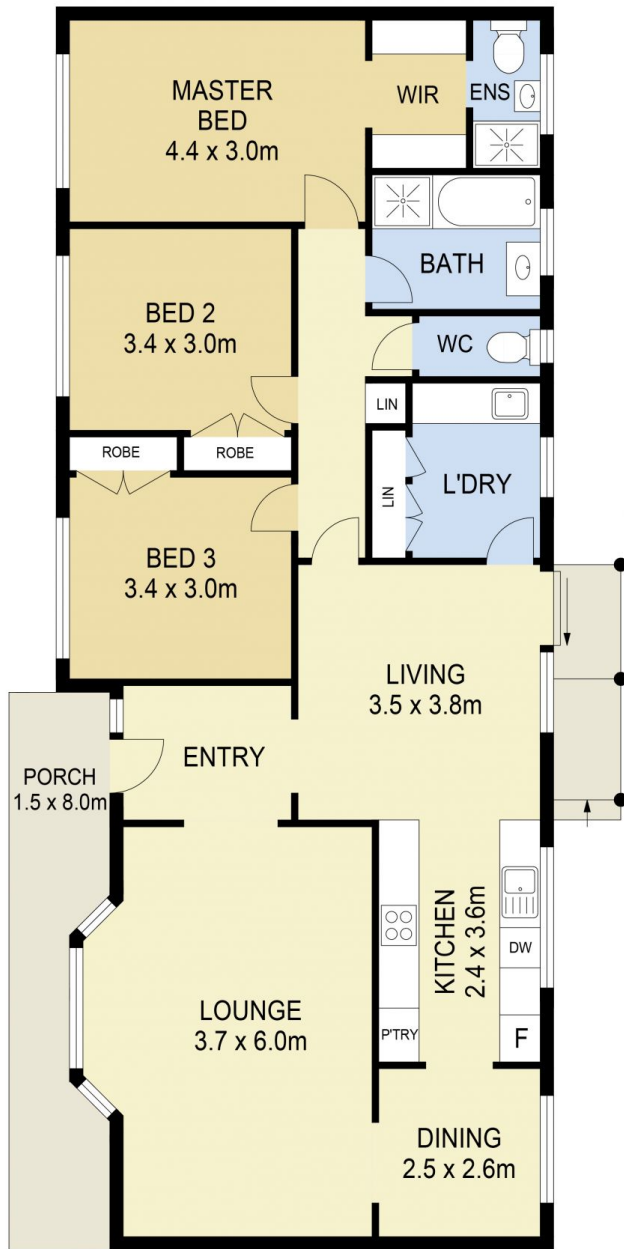 MASTER
BED
4.4 x 3.0m
WIR
ENS
BATH
BED 2
3.4 x 3.0m
WC
LIN
ROBE
ROBE
LIN
L'DRY
BED 3
3.4 x 3.0m
LIVING
3.5 x 3.8m
ENTRY
PORCH
1.5 x 8.0m
KITCHEN
2.4 x 3.6m
DW
LOUNGE
3.7 x 6.0m
P'TRY
F
DINING
2.5 x 2.6m